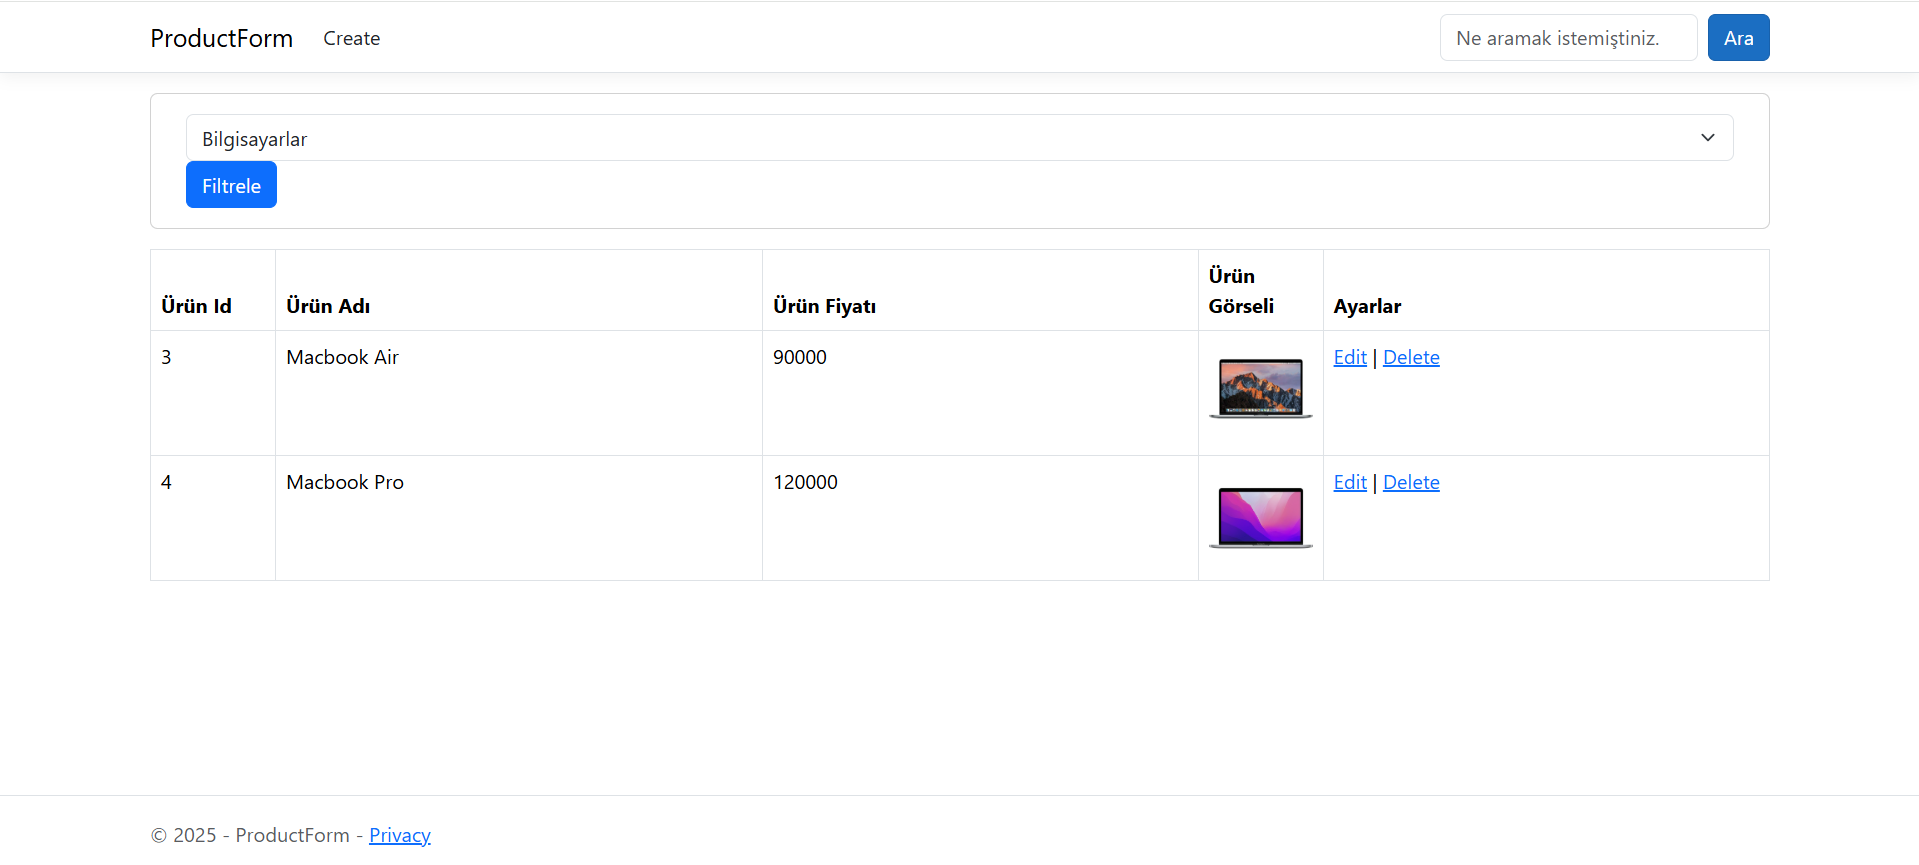 ProductForm Create Ne aramak istemiştiniz. Ara
Bilgisayarlar
Filtrele
Ürün Id Ürün Adı Ürün Fiyatı Ürün Görseli Ayarlar
3 Macbook Air 90000 Edit | Delete
4 Macbook Pro 120000 Edit | Delete
© 2025 - ProductForm - Privacy